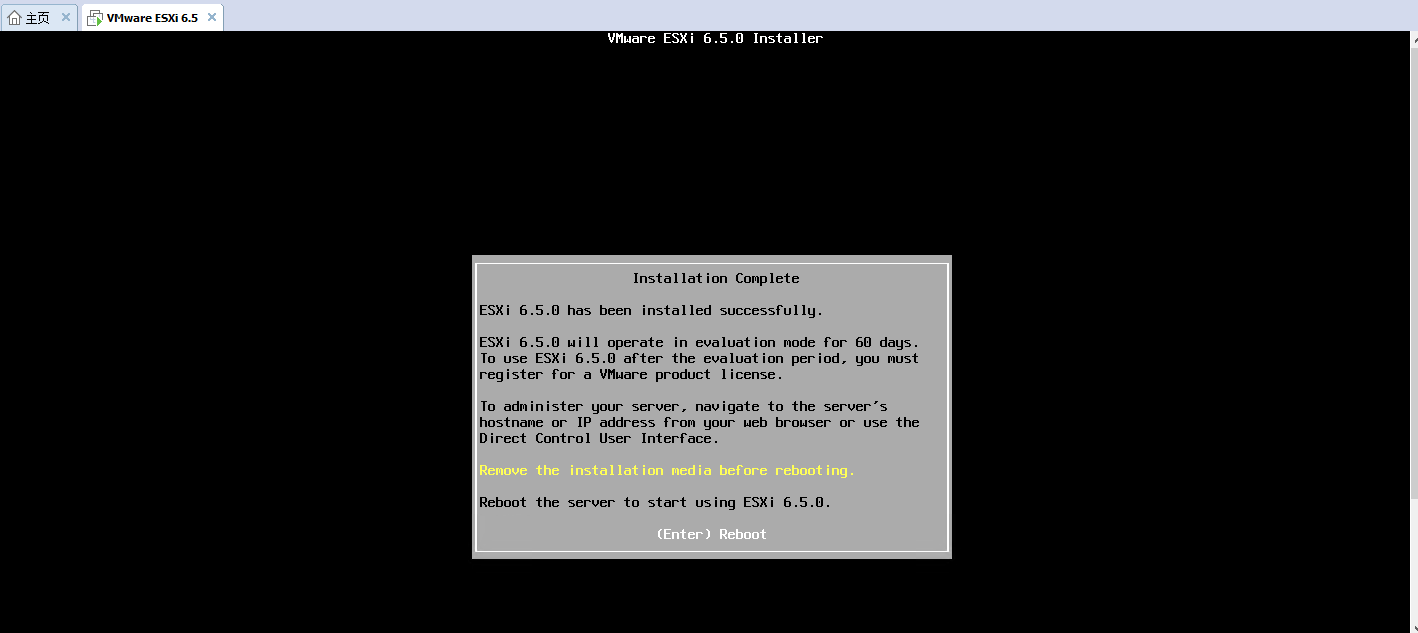 主页
VMware ESXi 6.5
VMware ESXi 6.5.0 Installer
Installation Complete
ESXi 6.5.0 has been installed successfully.
ESXi 6.5.0 will operate in evaluation mode for 60 days.
To use ESXi 6.5.0 after the evaluation period, you must
register for a VMware product license.
To administer your server, navigate to the server's
hostname or IP address from your web browser or use the
Direct Control User Interface.
Remove the installation media before rebooting.
Reboot the server to start using ESXi 6.5.0.
(Enter) Reboot